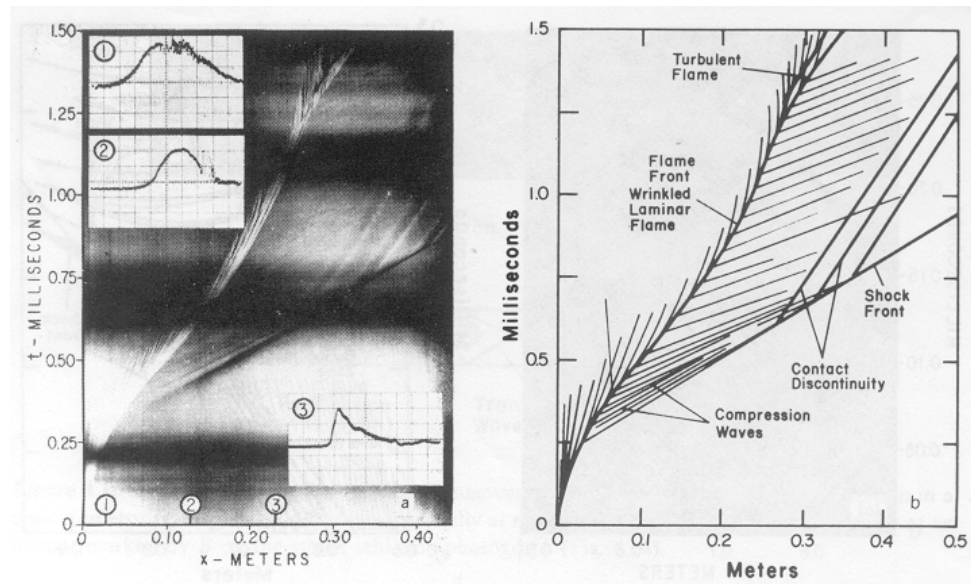 1.50
1.25
1.00
0.75
0.50
0.25
0
t - MILLISECONDS
①
②
③
① ② ③ a
0 0.10 0.20 0.30 0.40
x - METERS
1.5
1.0
0.5
0
Milliseconds
Turbulent
Flame
Flame
Front
Wrinkled
Laminar
Flame
Shock
Front
Contact
Discontinuity
Compression
Waves
b
0 0.1 0.2 0.3 0.4 0.5
Meters